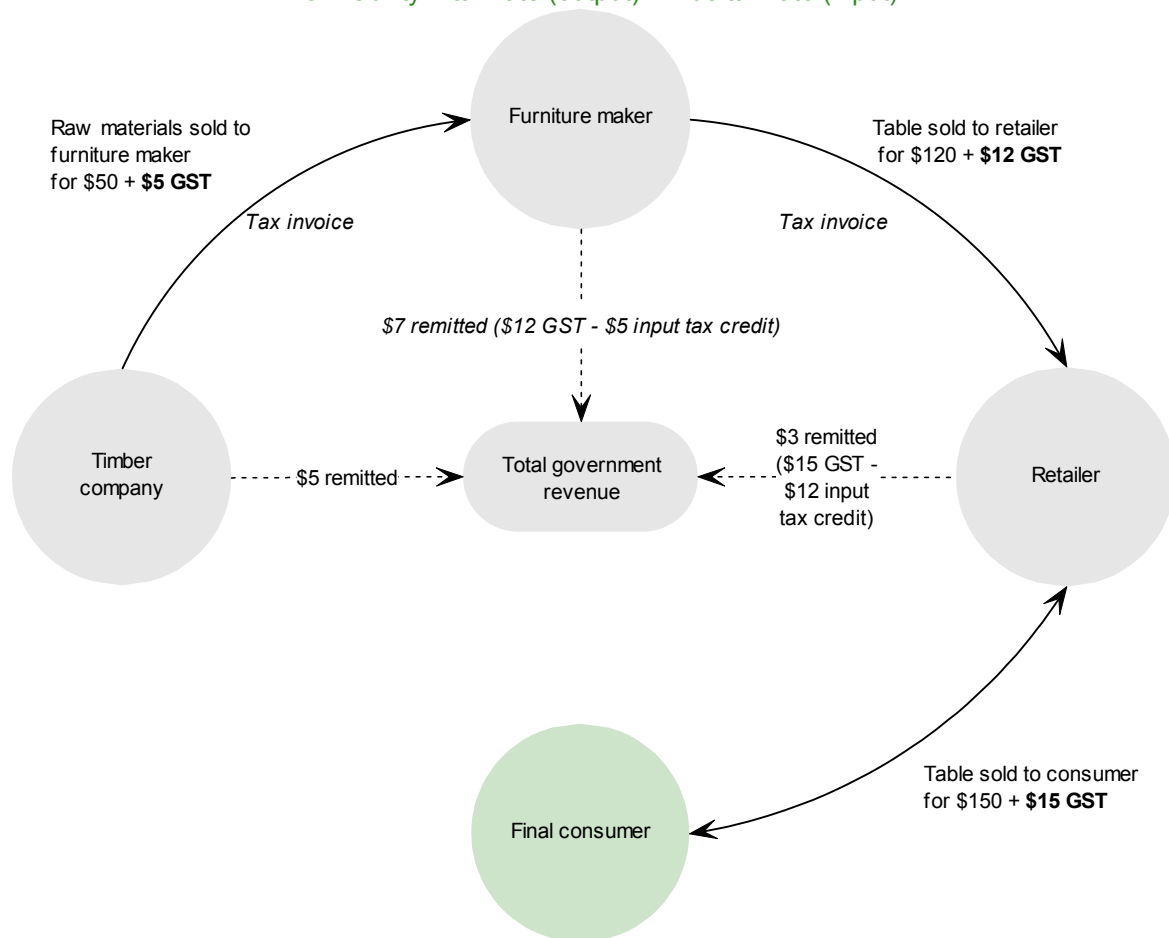 Furniture maker
Raw materials sold to
furniture maker
for $50 + $5 GST
Table sold to retailer
for $120 + $12 GST
Tax invoice
Tax invoice
$7 remitted ($12 GST - $5 input tax credit)
Timber
company
$5 remitted
Total government
revenue
$3 remitted
($15 GST -
$12 input
tax credit)
Retailer
Table sold to consumer
for $150 + $15 GST
Final consumer